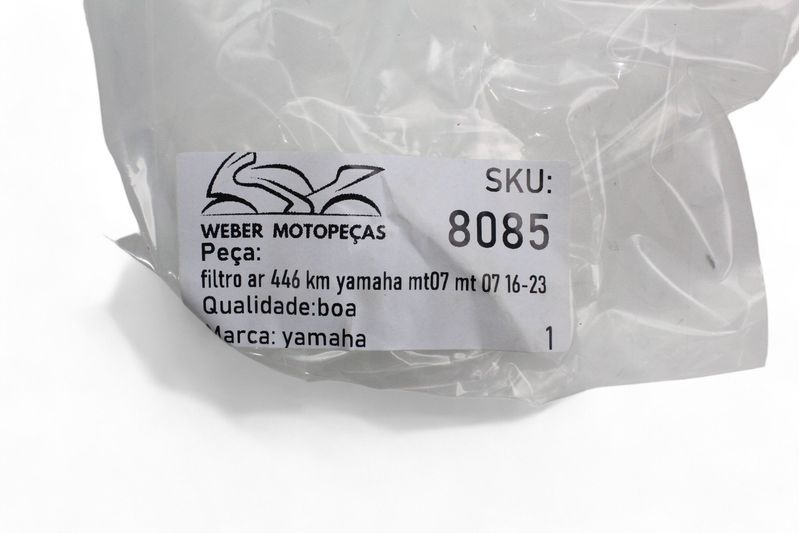 SKU:
8085
WEBER MOTOPEÇAS
Peça:
filtro ar 446 km yamaha mt07 mt 07 16-23
Qualidade:boa
Marca: yamaha 1